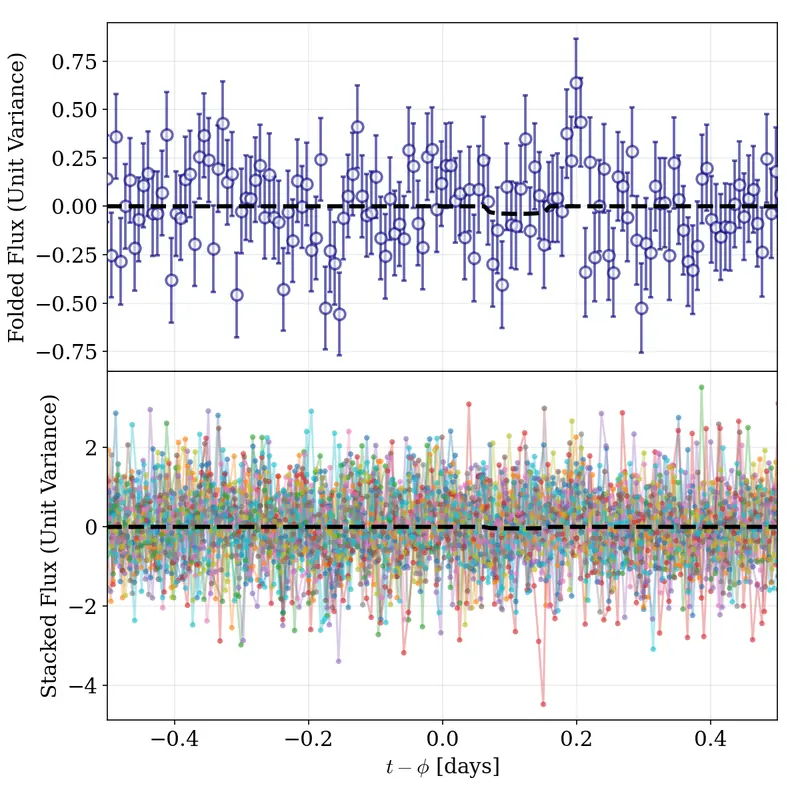 Folded Flux (Unit Variance)
0.75
0.50
0.25
0.00
−0.25
−0.50
−0.75
Stacked Flux (Unit Variance)
2
0
−2
−4
−0.4 −0.2 0.0 0.2 0.4
t − ϕ [days]